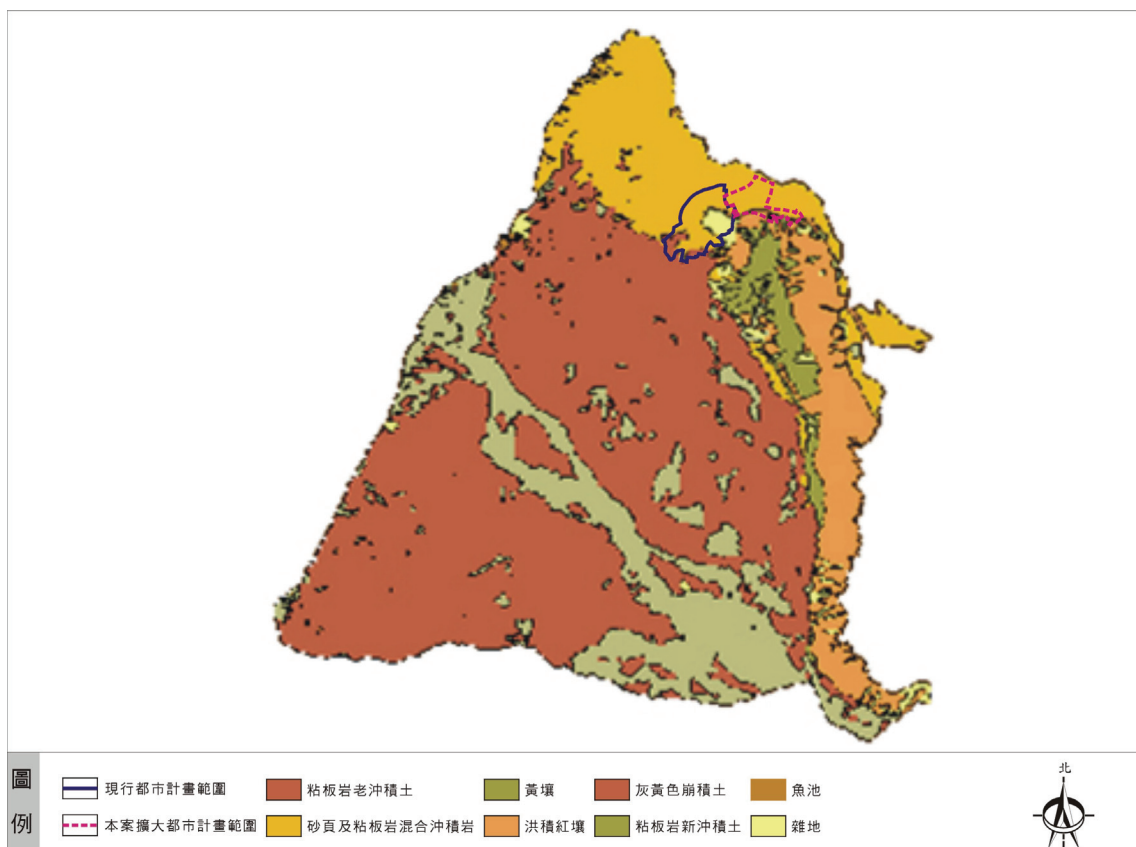 北
圖例
現行都市計畫範圍
粘板岩老沖積土
黃壤
灰黃色崩積土
魚池
本案擴大都市計畫範圍
砂頁及粘板岩混合沖積岩
洪積紅壤
粘板岩新沖積土
雜地